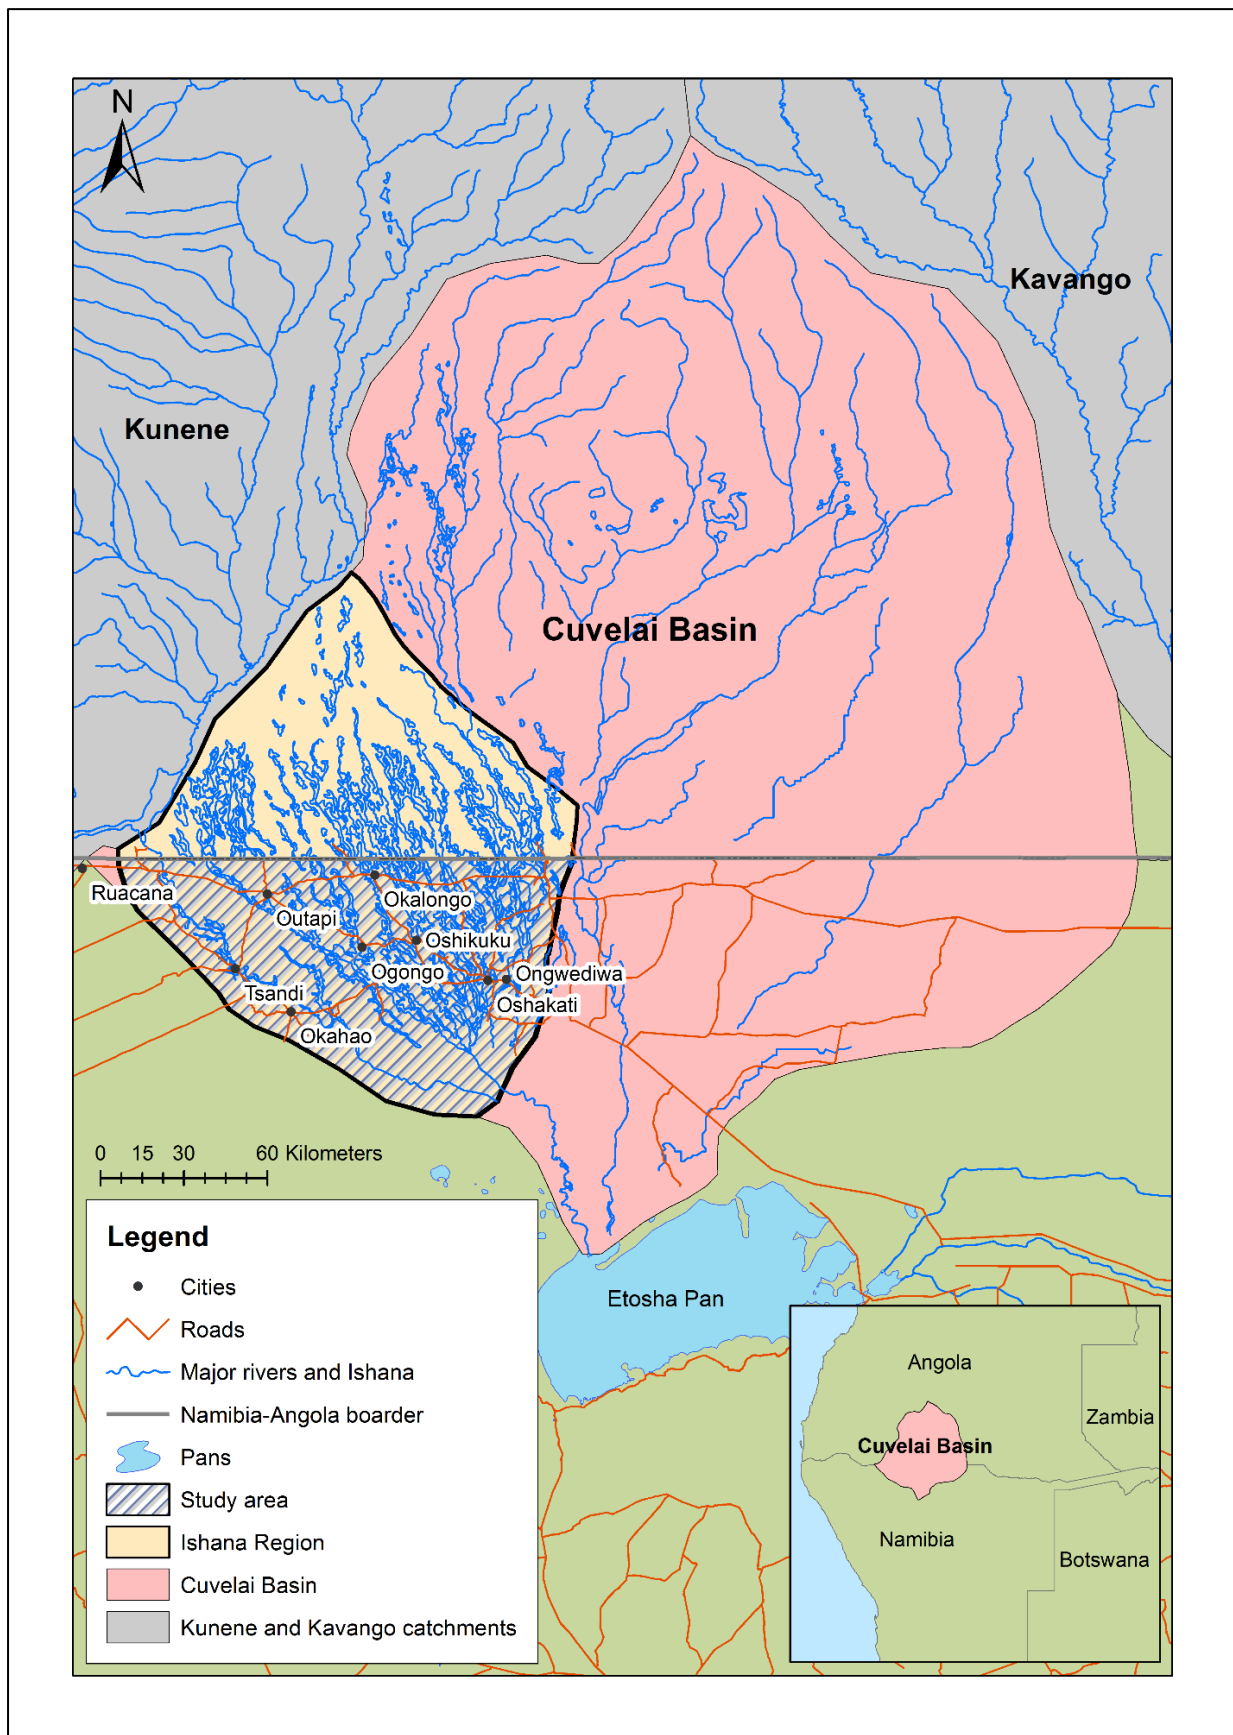 N
Kavango
Kunene
Cuvelai Basin
Ruacana
Outapi
Okalongo
Oshikuku
Ogongo
Ongwediwa
Oshakati
Tsandi
Okahao
0 15 30 60 Kilometers
Etosha Pan
Legend
Cities
Roads
Major rivers and Ishana
Namibia-Angola boarder
Pans
Study area
Ishana Region
Cuvelai Basin
Kunene and Kavango catchments
Angola
Zambia
Cuvelai Basin
Namibia
Botswana